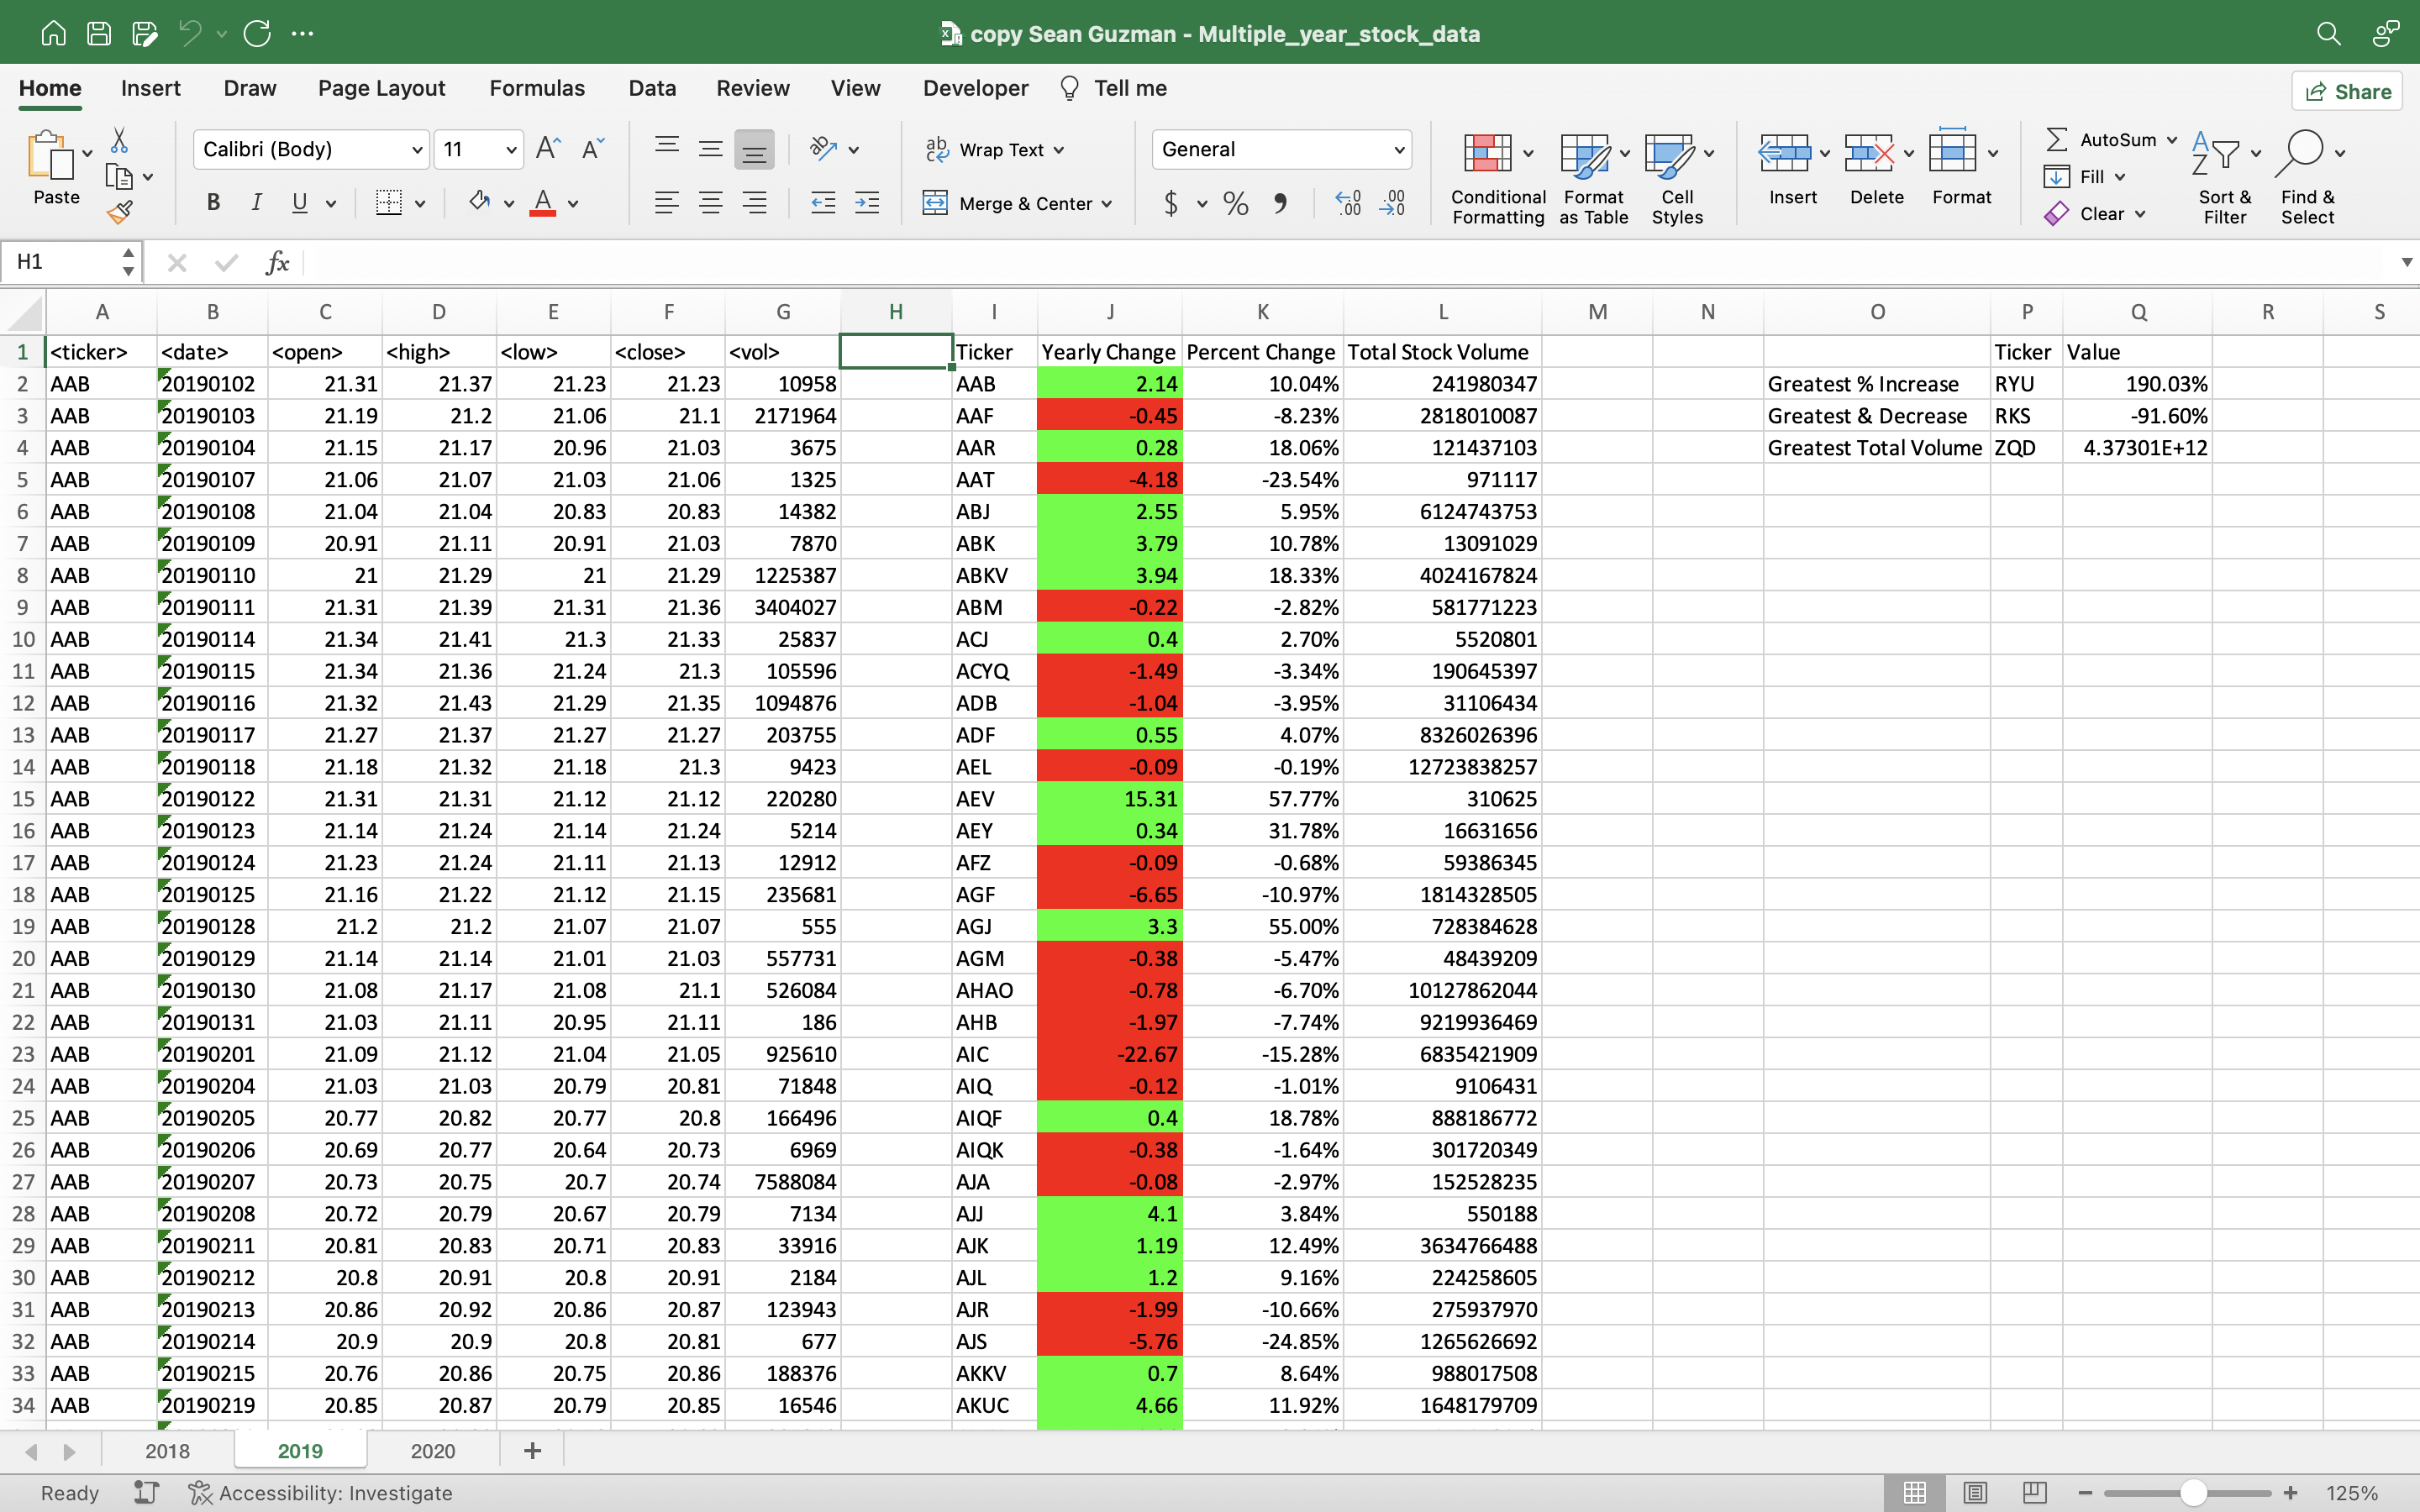 copy Sean Guzman - Multiple_year_stock_data
Home Insert Draw Page Layout Formulas Data Review View Developer Tell me Share
Paste Calibri (Body) 11 A A Wrap Text General AutoSum
B I U A Merge & Center $ % Fill
Conditional Formatting Format as Table Cell Styles Insert Delete Format Clear Sort & Filter Find & Select
H1 fx
A B C D E F G H I J K L M N O P Q R S
1 <ticker> <date> <open> <high> <low> <close> <vol> Ticker Yearly Change Percent Change Total Stock Volume Ticker Value
2 AAB 20190102 21.31 21.37 21.23 21.23 10958 AAB 2.14 10.04% 241980347 Greatest % Increase RYU 190.03%
3 AAB 20190103 21.19 21.2 21.06 21.1 2171964 AAF -0.45 -8.23% 2818010087 Greatest & Decrease RKS -91.60%
4 AAB 20190104 21.15 21.17 20.96 21.03 3675 AAR 0.28 18.06% 121437103 Greatest Total Volume ZQD 4.37301E+12
5 AAB 20190107 21.06 21.07 21.03 21.06 1325 AAT -4.18 -23.54% 971117
6 AAB 20190108 21.04 21.04 20.83 20.83 14382 ABJ 2.55 5.95% 6124743753
7 AAB 20190109 20.91 21.11 20.91 21.03 7870 ABK 3.79 10.78% 13091029
8 AAB 20190110 21 21.29 21 21.29 1225387 ABKV 3.94 18.33% 4024167824
9 AAB 20190111 21.31 21.39 21.31 21.36 3404027 ABM -0.22 -2.82% 581771223
10 AAB 20190114 21.34 21.41 21.3 21.33 25837 ACJ 0.4 2.70% 5520801
11 AAB 20190115 21.34 21.36 21.24 21.3 105596 ACYQ -1.49 -3.34% 190645397
12 AAB 20190116 21.32 21.43 21.29 21.35 1094876 ADB -1.04 -3.95% 31106434
13 AAB 20190117 21.27 21.37 21.27 21.27 203755 ADF 0.55 4.07% 8326026396
14 AAB 20190118 21.18 21.32 21.18 21.3 9423 AEL -0.09 -0.19% 12723838257
15 AAB 20190122 21.31 21.31 21.12 21.12 220280 AEV 15.31 57.77% 310625
16 AAB 20190123 21.14 21.24 21.14 21.24 5214 AEY 0.34 31.78% 16631656
17 AAB 20190124 21.23 21.24 21.11 21.13 12912 AFZ -0.09 -0.68% 59386345
18 AAB 20190125 21.16 21.22 21.12 21.15 235681 AGF -6.65 -10.97% 1814328505
19 AAB 20190128 21.2 21.2 21.07 21.07 555 AGJ 3.3 55.00% 728384628
20 AAB 20190129 21.14 21.14 21.01 21.03 557731 AGM -0.38 -5.47% 48439209
21 AAB 20190130 21.08 21.17 21.08 21.1 526084 AHAO -0.78 -6.70% 10127862044
22 AAB 20190131 21.03 21.11 20.95 21.11 186 AHB -1.97 -7.74% 9219936469
23 AAB 20190201 21.09 21.12 21.04 21.05 925610 AIC -22.67 -15.28% 6835421909
24 AAB 20190204 21.03 21.03 20.79 20.81 71848 AIQ -0.12 -1.01% 9106431
25 AAB 20190205 20.77 20.82 20.77 20.8 166496 AIQF 0.4 18.78% 888186772
26 AAB 20190206 20.69 20.77 20.64 20.73 6969 AIQK -0.38 -1.64% 301720349
27 AAB 20190207 20.73 20.75 20.7 20.74 7588084 AJA -0.08 -2.97% 152528235
28 AAB 20190208 20.72 20.79 20.67 20.79 7134 AJJ 4.1 3.84% 550188
29 AAB 20190211 20.81 20.83 20.71 20.83 33916 AJK 1.19 12.49% 3634766488
30 AAB 20190212 20.8 20.91 20.8 20.91 2184 AJL 1.2 9.16% 224258605
31 AAB 20190213 20.86 20.92 20.86 20.87 123943 AJR -1.99 -10.66% 275937970
32 AAB 20190214 20.9 20.9 20.8 20.81 677 AJS -5.76 -24.85% 1265626692
33 AAB 20190215 20.76 20.86 20.75 20.86 188376 AKKV 0.7 8.64% 988017508
34 AAB 20190219 20.85 20.87 20.79 20.85 16546 AKUC 4.66 11.92% 1648179709
2018 2019 2020 +
Ready Accessibility: Investigate 125%